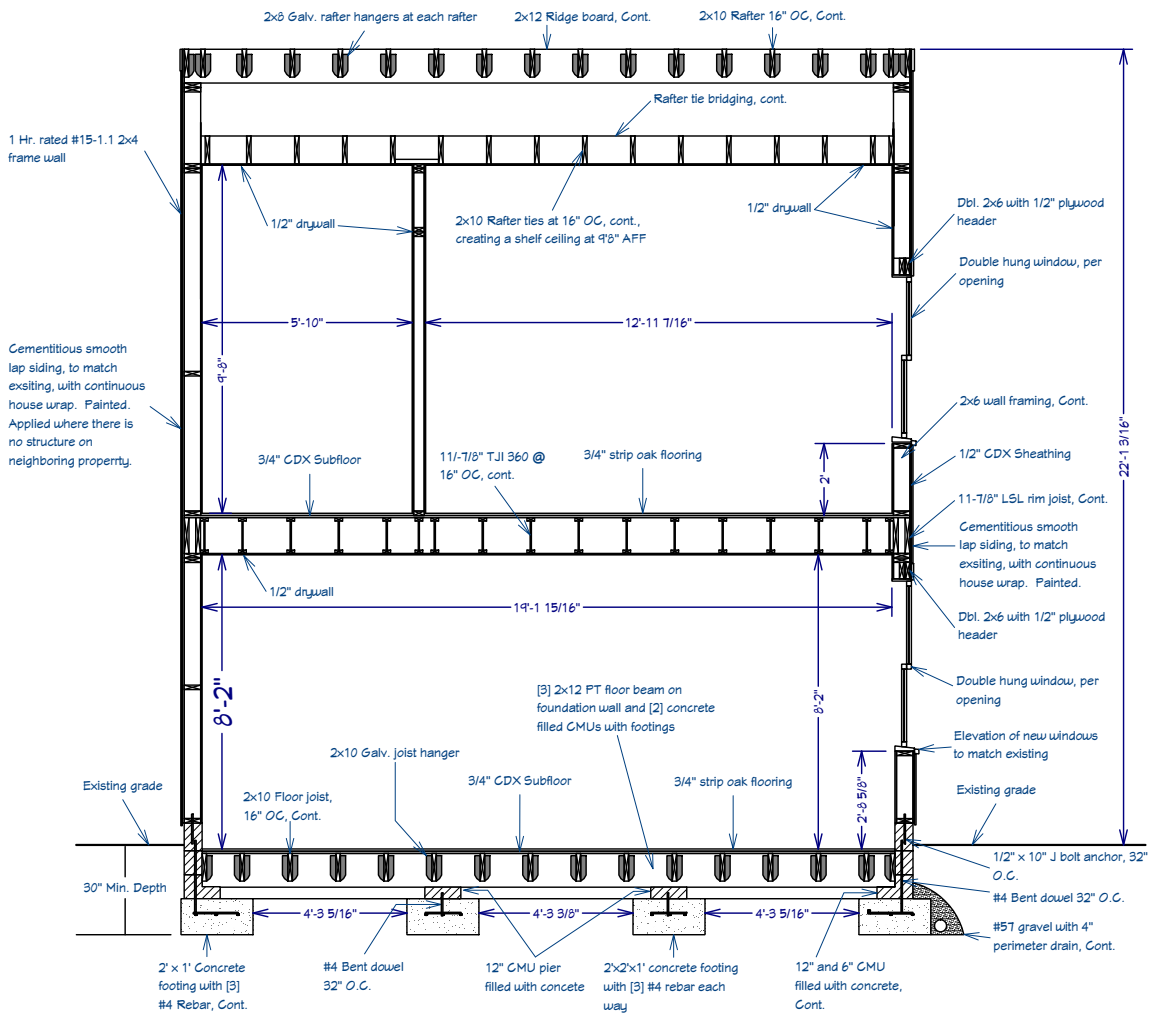 2x8 Galv. rafter hangers at each rafter
2x12 Ridge board, Cont.
2x10 Rafter 16" OC, Cont.
Rafter tie bridging, cont.
1 Hr. rated #15-1.1 2x4
frame wall
1/2" drywall
2x10 Rafter ties at 16" OC, cont.,
creating a shelf ceiling at 9'8" AFF
1/2" drywall
Dbl. 2x6 with 1/2" plywood
header
Double hung window, per
opening
5'-10"
12'-11 7/16"
9'-8"
Cementitious smooth
lap siding, to match
exsiting, with continuous
house wrap. Painted.
Applied where there is
no structure on
neighboring properrty.
22'-1 3/16"
2x6 wall framing, Cont.
3/4" CDX Subfloor
11/-7/8" TJI 360 @
16" OC, cont.
3/4" strip oak flooring
2'
1/2" CDX Sheathing
11-7/8" LSL rim joist, Cont.
Cementitious smooth
lap siding, to match
exsiting, with continuous
house wrap. Painted.
1/2" drywall
19'-1 15/16"
Dbl. 2x6 with 1/2" plywood
header
8'-2"
8'-2"
[3] 2x12 PT floor beam on
foundation wall and [2] concrete
filled CMUs with footings
Double hung window, per
opening
Elevation of new windows
to match existing
2x10 Galv. joist hanger
3/4" CDX Subfloor
3/4" strip oak flooring
2'-8 5/8"
Existing grade
2x10 Floor joist,
16" OC, Cont.
Existing grade
1/2" x 10" J bolt anchor, 32"
O.C.
30" Min. Depth
#4 Bent dowel 32" O.C.
4'-3 5/16"
4'-3 3/8"
4'-3 5/16"
#57 gravel with 4"
perimeter drain, Cont.
2' x 1' Concrete
footing with [3]
#4 Rebar, Cont.
#4 Bent dowel
32" O.C.
12" CMU pier
filled with concete
2'x2'x1' concrete footing
with [3] #4 rebar each
way
12" and 6" CMU
filled with concrete,
Cont.